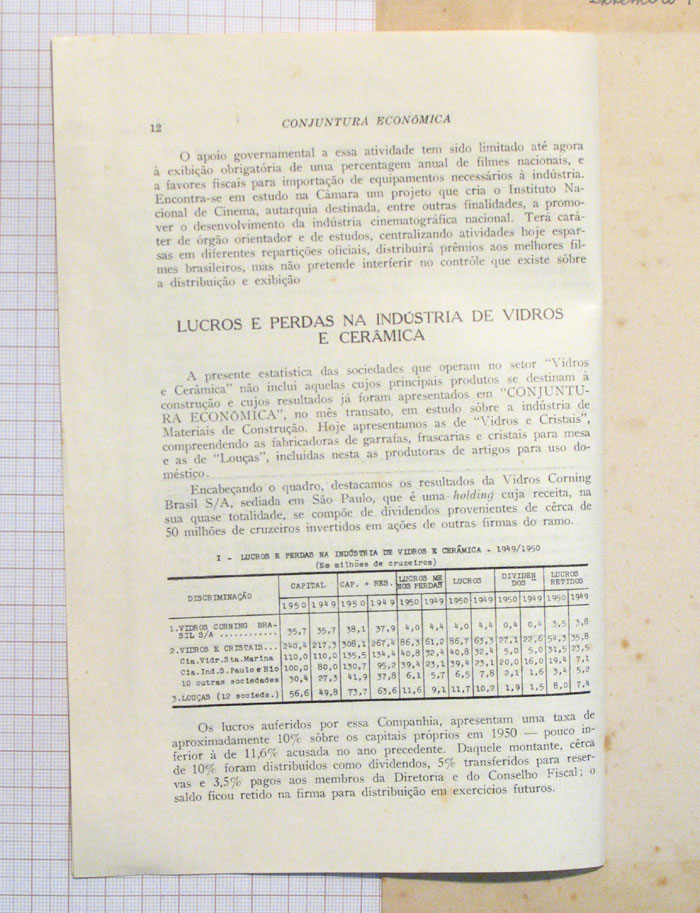 12
CONJUNTURA ECONÔMICA
O apoio governamental a essa atividade tem sido limitado até agora
à exibição obrigatória de uma percentagem anual de filmes nacionais, e
a favores fiscais para importação de equipamentos necessários à indústria.
Encontra-se em estudo na Câmara um projeto que cria o Instituto Na-
cional de Cinema, autarquia destinada, entre outras finalidades, a promo-
ver o desenvolvimento da indústria cinematográfica nacional. Terá cará-
ter de órgão orientador e de estudos, centralizando atividades hoje espar-
sas em diferentes repartições oficiais, distribuirá prêmios aos melhores fil-
mes brasileiros, mas não pretende interferir no contrôle que existe sôbre
a distribuição e exibição
LUCROS E PERDAS NA INDÚSTRIA DE VIDROS
E CERÂMICA
A presente estatística das sociedades que operam no setor "Vidros
e Cerâmica" não inclui aquelas cujos principais produtos se destinam à
construção e cujos resultados já foram apresentados em "CONJUNTU-
RA ECONÔMICA", no mês transato, em estudo sôbre a indústria de
Materiais de Construção. Hoje apresentamos as de "Vidros e Cristais",
compreendendo as fabricadoras de garrafas, frascarias e cristais para mesa
e as de "Louças", incluídas nesta as produtoras de artigos para uso do-
méstico.
Encabeçando o quadro, destacamos os resultados da Vidros Corning
Brasil S/A, sediada em São Paulo, que é uma holding cuja receita, na
sua quase totalidade, se compõe de dividendos provenientes de cêrca de
50 milhões de cruzeiros invertidos em ações de outras firmas do ramo.
I - LUCROS E PERDAS NA INDÚSTRIA DE VIDROS E CERÂMICA - 1949/1950
(Em milhões de cruzeiros)
DISCRIMINAÇÃO CAPITAL CAP. + RES. LUCROS ME NOS PERDAS LUCROS DIVIDEN DOS LUCROS RETIDOS
1950 1949 1950 1949 1950 1949 1950 1949 1950 1949 1950 1949
1.VIDROS CORNING BRA-
SIL S/A ............ 35,7 35,7 38,1 37,9 4,0 4,4 4,0 4,4 0,4 0,4 3,5 3,8
2.VIDROS E CRISTAIS... 240,4 217,3 308,1 267,4 86,3 61,2 86,7 63,3 27,1 22,6 54,3 35,8
Cia.Vidr.Sta.Marina 110,0 110,0 135,5 134,4 40,8 32,4 40,8 32,4 5,0 5,0 31,5 23,5
Cia.Ind.S.Paulo e Rio 100,0 80,0 130,7 95,2 39,4 23,1 39,4 23,1 20,0 16,0 19,4 7,1
10 outras sociedades 30,4 27,3 41,9 37,8 6,1 5,7 6,5 7,8 2,1 1,6 3,4 5,2
3.LOUÇAS (12 socieds.) 56,6 49,8 73,7 63,6 11,6 9,1 11,7 10,2 1,9 1,5 8,0 7,4
Os lucros auferidos por essa Companhia, apresentam uma taxa de
aproximadamente 10% sôbre os capitais próprios em 1950 — pouco in-
ferior à de 11,6% acusada no ano precedente. Daquele montante, cêrca
de 10% foram distribuídos como dividendos, 5% transferidos para reser-
vas e 3,5% pagos aos membros da Diretoria e do Conselho Fiscal; o
saldo ficou retido na firma para distribuição em exercícios futuros.